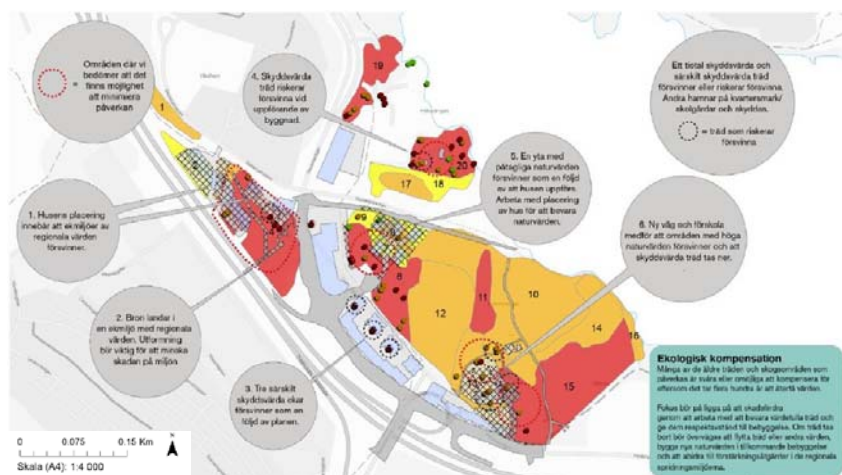 Områden där vi
bedömer att det
finns möjlighet
att minimera
påverkan
=
4. Skyddsvärda
träd riskerar
försvinna vid
uppförande av
byggnad.
Ett tiotal skyddsvärda och
särskilt skyddsvärda träd
försvinner eller riskerar försvinna.
Andra hamnar på kvartersmark/
skolgårdar och skyddas.
= träd som riskerar
försvinna
5. En yta med
påtagliga naturvärden
försvinner som en följd
av att husen uppförs.
Arbeta med placering
av hus för att bevara
naturvärden.
6. Ny väg och förskola
medför att områden med höga
naturvärden försvinner och att
skyddsvärda träd tas ner.
1. Husens placering
innebär att ekmiljöer av
regionala värden
försvinner.
2. Bron landar i
en ekmiljö med regionala
värden. Utformning
blir viktig för att minska
skadan på miljön
3. Tre särskilt
skyddsvärda ekar
försvinner som en
följd av planen.
1
19
20
17
18
9
8
12
11
10
14
16
15
Ekologisk kompensation
Många av de äldre träden och skogsområden som
påverkas är svåra eller omöjliga att kompensera för
eftersom det tar flera hundra år att återfå värden.
Fokus bör på ligga på att
genom att arbeta med att bevara värdefulla träd och
ge dem respektavstånd till bebyggelse. Om träd tas
bort bör övervägas att flytta träd eller andra värden,
bygga nya naturvärden i tillkommande bebyggelse
och att bidra till förstärkningsåtgärder i de regionala
spridningsmiljöerna.
0 0.075 0.15 Km
Skala (A4): 1:4 000